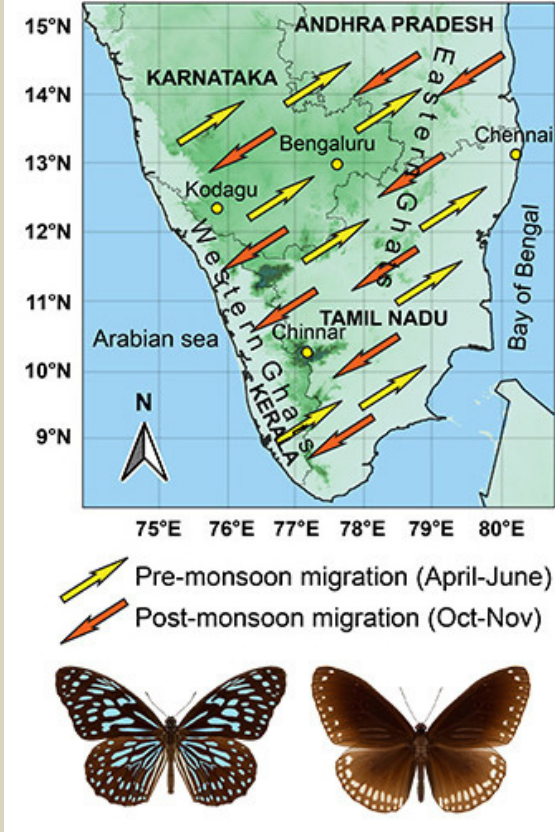 15°N
14°N
13°N
12°N
11°N
10°N
9°N
ANDHRA PRADESH
KARNATAKA
Eastern Ghats
Bengaluru
Chennai
Kodagu
Western Ghats
Bay of Bengal
Arabian sea
TAMIL NADU
Chinnar
KERALA
N
75°E 76°E 77°E 78°E 79°E 80°E
Pre-monsoon migration (April-June)
Post-monsoon migration (Oct-Nov)